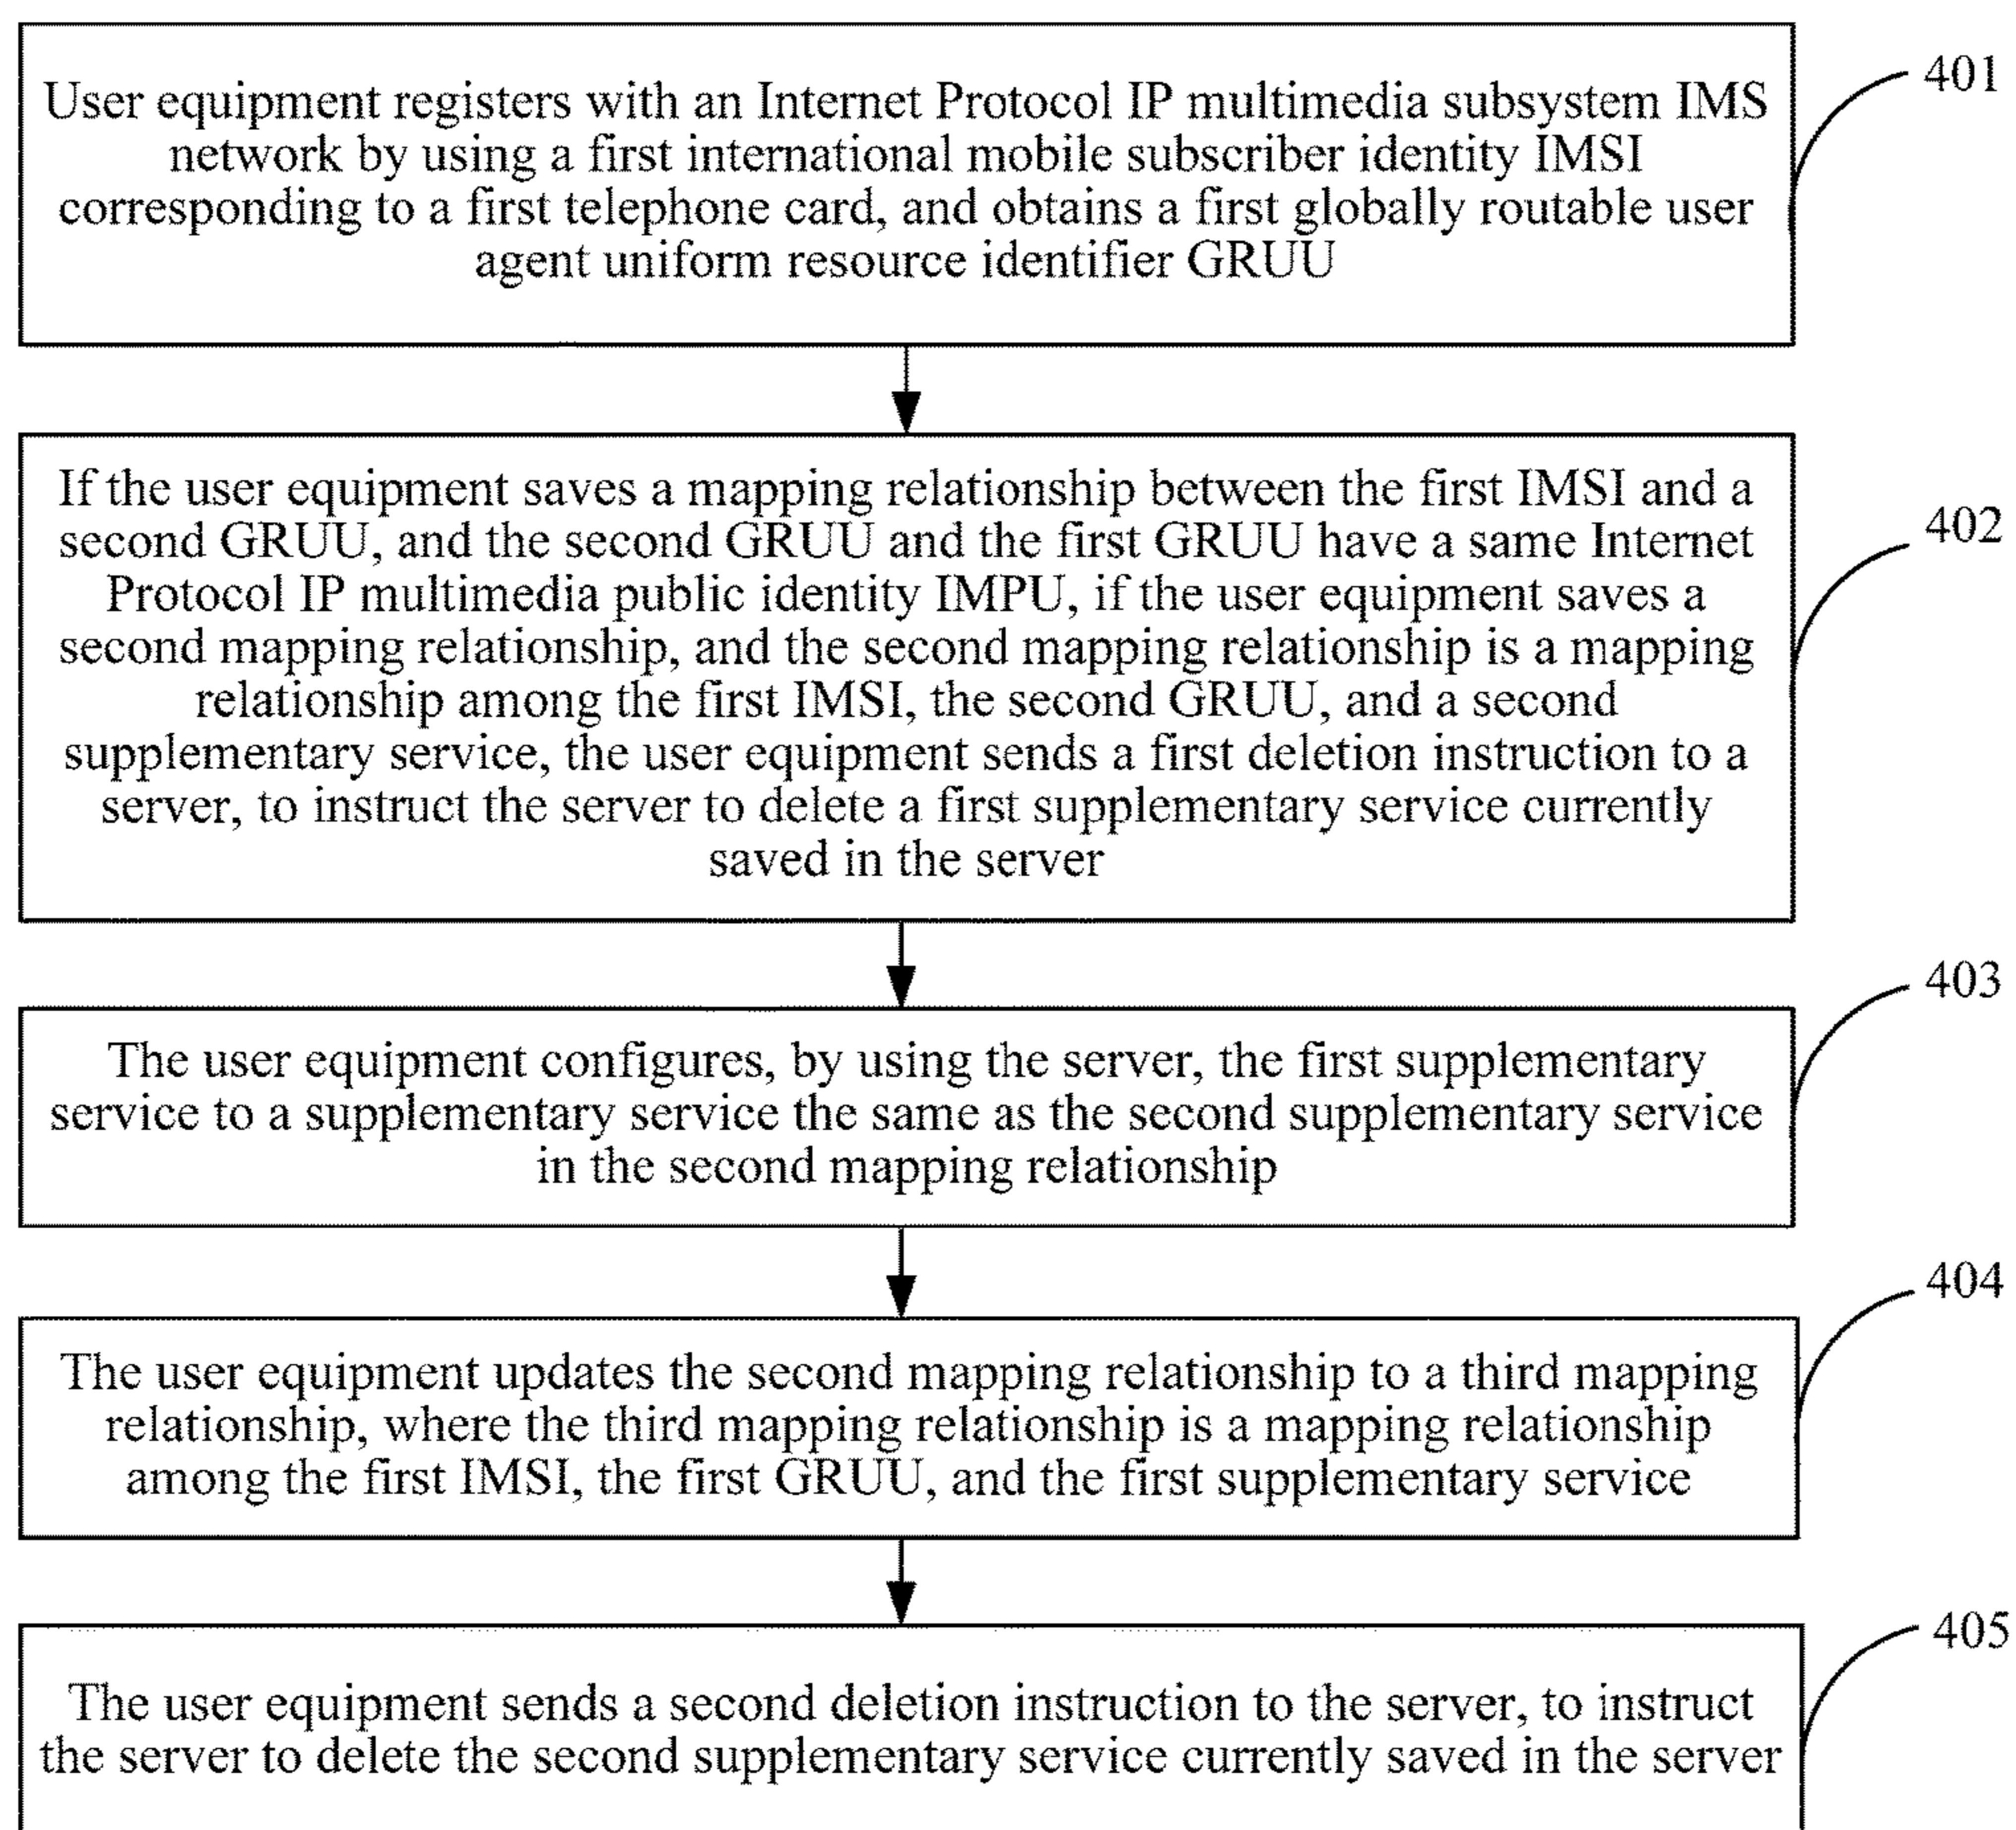 User equipment registers with an Internet Protocol IP multimedia subsystem IMS
network by using a first international mobile subscriber identity IMSI
corresponding to a first telephone card, and obtains a first globally routable user
agent uniform resource identifier GRUU
401
If the user equipment saves a mapping relationship between the first IMSI and a
second GRUU, and the second GRUU and the first GRUU have a same Internet
Protocol IP multimedia public identity IMPU, if the user equipment saves a
second mapping relationship, and the second mapping relationship is a mapping
relationship among the first IMSI, the second GRUU, and a second
supplementary service, the user equipment sends a first deletion instruction to a
server, to instruct the server to delete a first supplementary service currently
saved in the server
402
The user equipment configures, by using the server, the first supplementary
service to a supplementary service the same as the second supplementary service
in the second mapping relationship
403
The user equipment updates the second mapping relationship to a third mapping
relationship, where the third mapping relationship is a mapping relationship
among the first IMSI, the first GRUU, and the first supplementary service
404
The user equipment sends a second deletion instruction to the server, to instruct
the server to delete the second supplementary service currently saved in the server
405